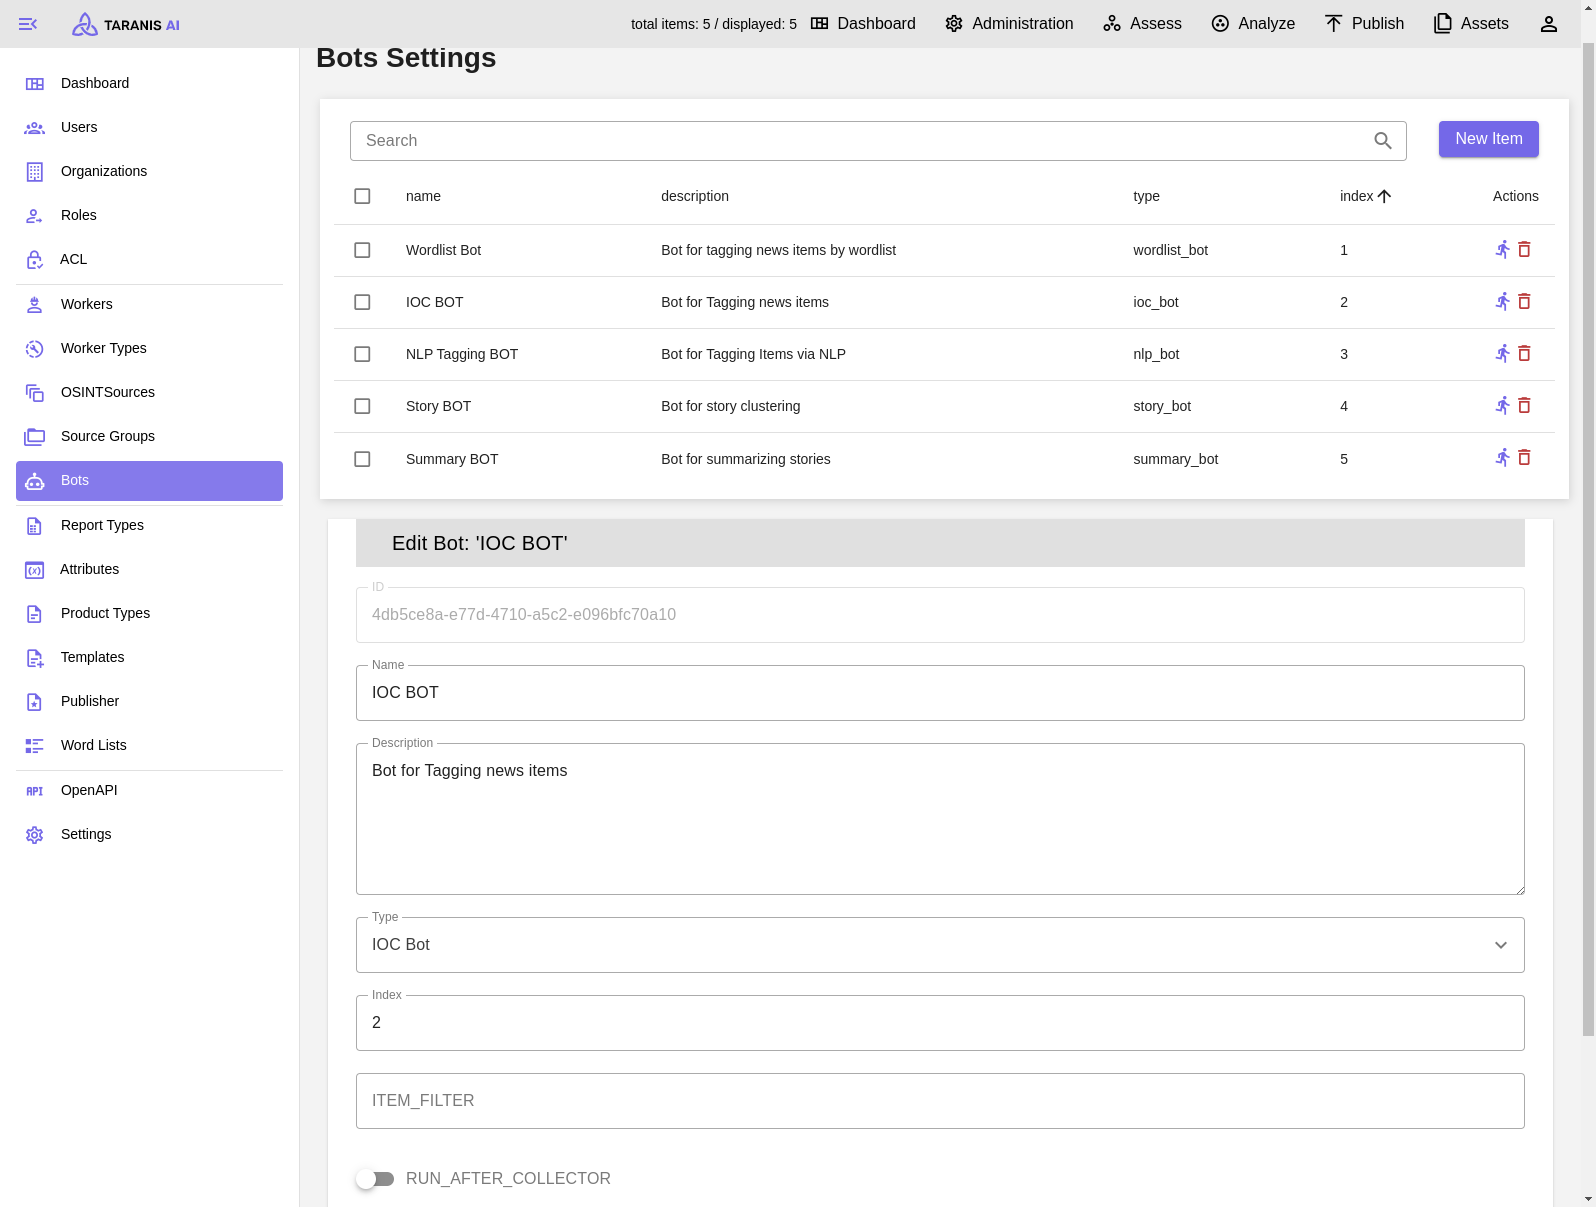 TARANIS AI
total items: 5 / displayed: 5
Dashboard
Administration
Assess
Analyze
Publish
Assets
Dashboard
Users
Organizations
Roles
ACL
Workers
Worker Types
OSINTSources
Source Groups
Bots
Report Types
Attributes
Product Types
Templates
Publisher
Word Lists
API OpenAPI
Settings
Bots Settings
Search
New Item
name description type index Actions
Wordlist Bot Bot for tagging news items by wordlist wordlist_bot 1
IOC BOT Bot for Tagging news items ioc_bot 2
NLP Tagging BOT Bot for Tagging Items via NLP nlp_bot 3
Story BOT Bot for story clustering story_bot 4
Summary BOT Bot for summarizing stories summary_bot 5
Edit Bot: 'IOC BOT'
ID
4db5ce8a-e77d-4710-a5c2-e096bfc70a10
Name
IOC BOT
Description
Bot for Tagging news items
Type
IOC Bot
Index
2
ITEM_FILTER
RUN_AFTER_COLLECTOR